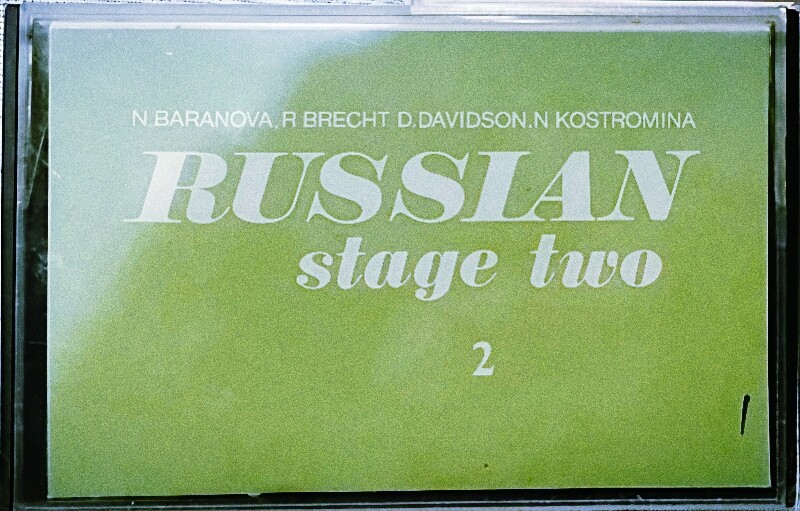 N.BARANOVA, R BRECHT D.DAVIDSON.N KOSTROMINA
RUSSIAN
stage two
2